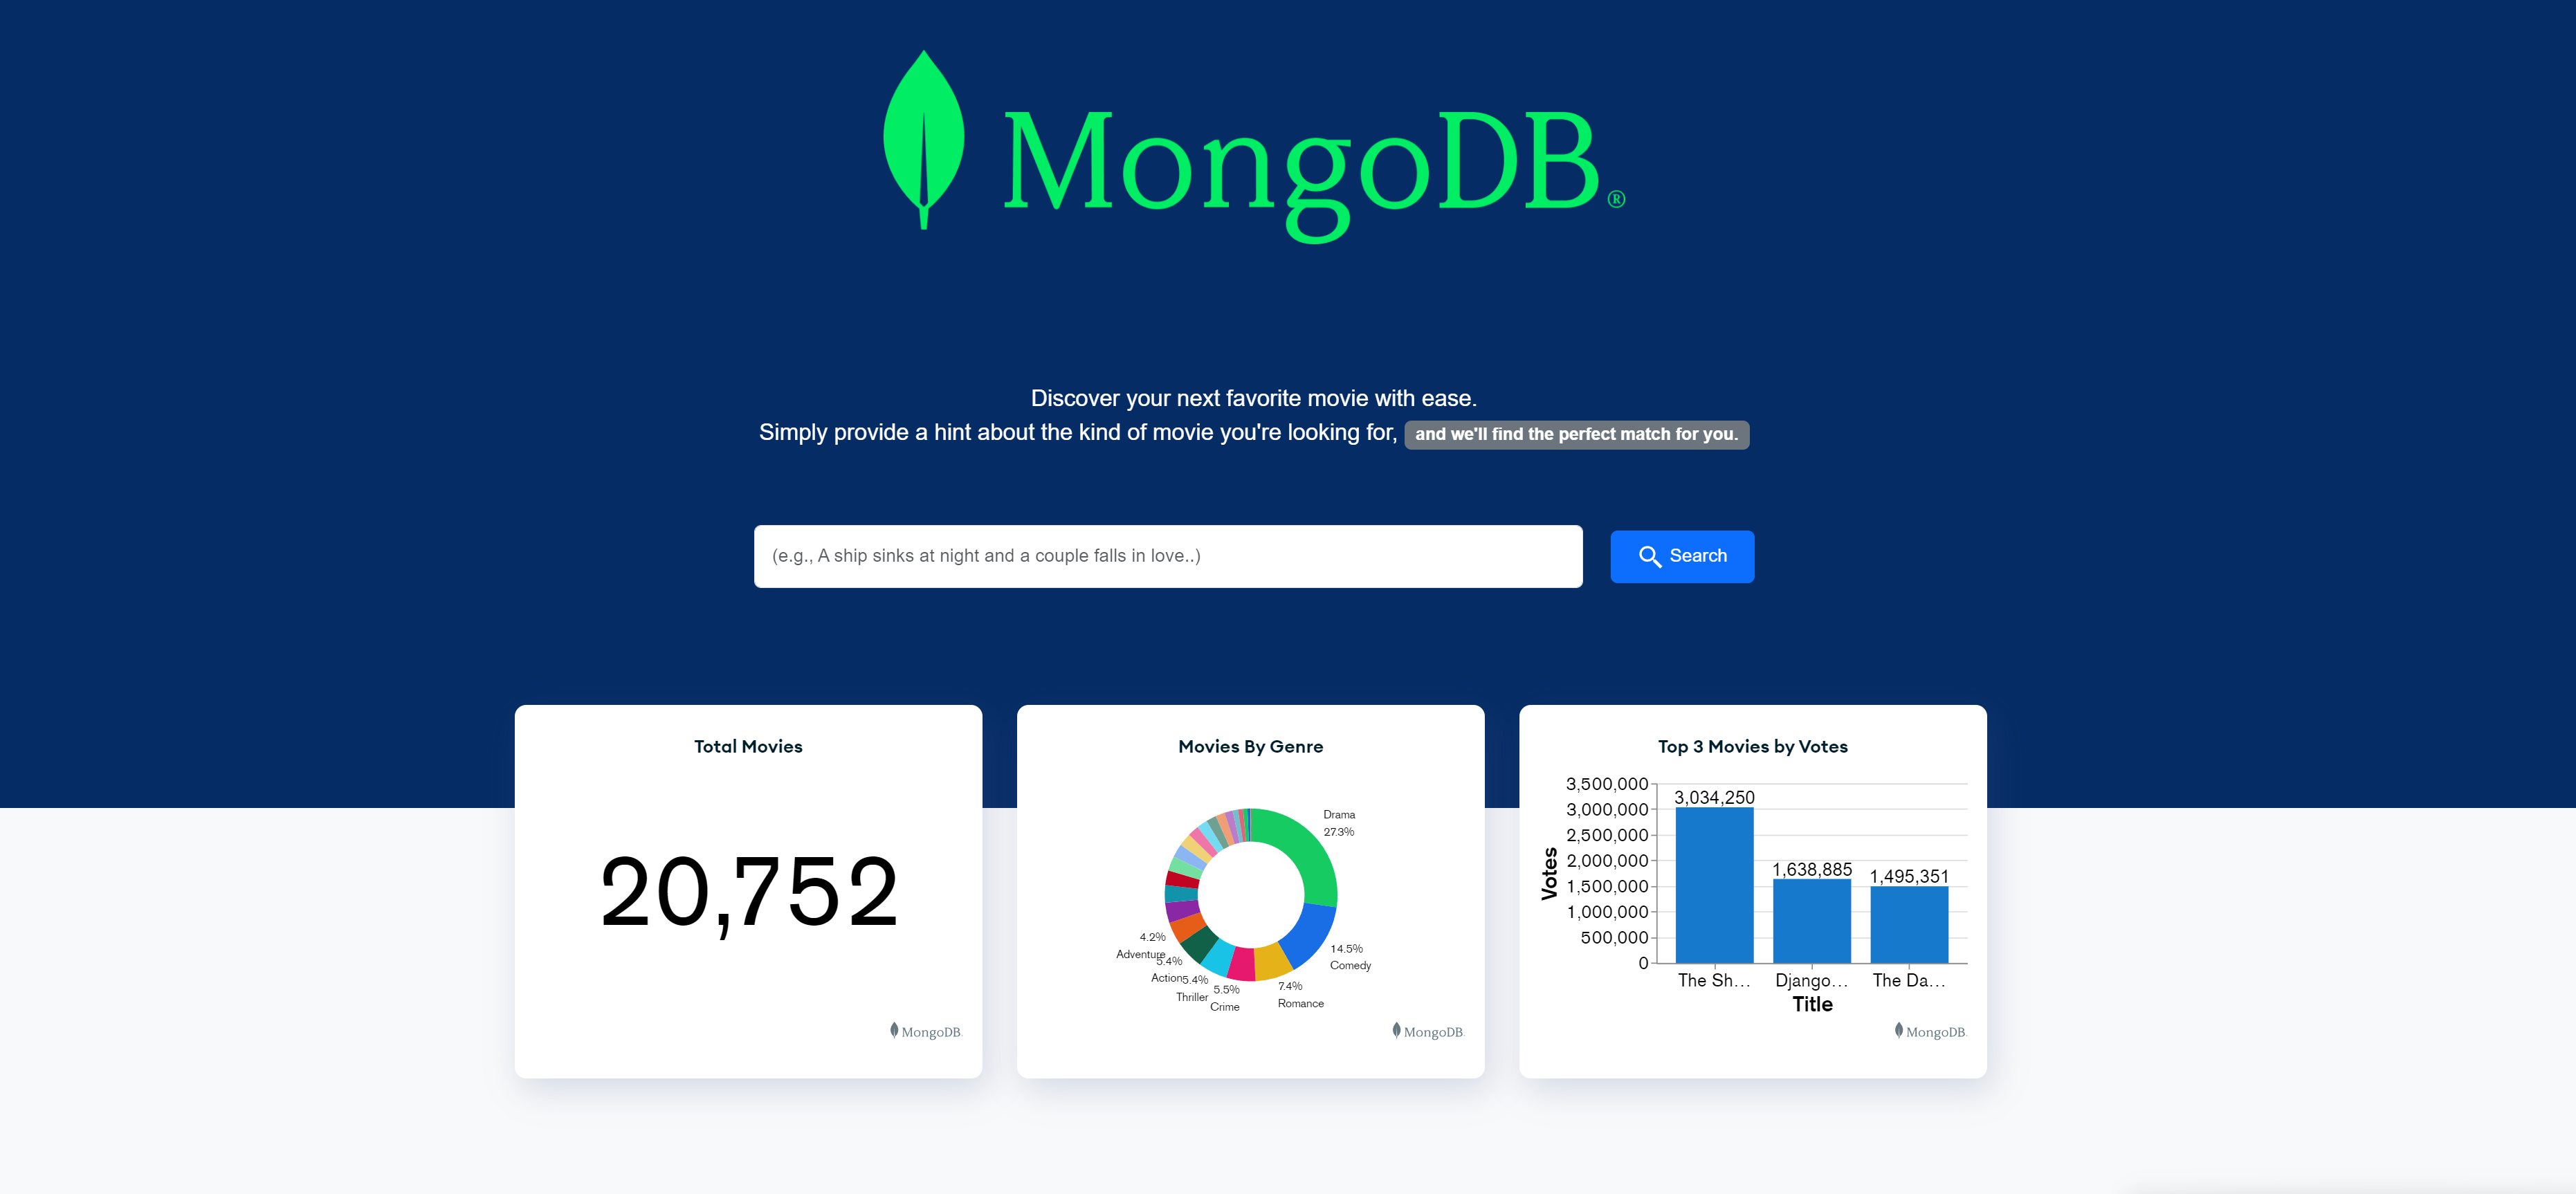 MongoDB®
Discover your next favorite movie with ease.
Simply provide a hint about the kind of movie you're looking for, and we'll find the perfect match for you.
(e.g., A ship sinks at night and a couple falls in love..)
Search
Total Movies
20,752
MongoDB.
Movies By Genre
Drama
27.3%
14.5%
Comedy
7.4%
Romance
5.5%
Crime
5.4%
Thriller
5.4%
Action
4.2%
Adventure
MongoDB.
Top 3 Movies by Votes
Votes
3,500,000
3,000,000
2,500,000
2,000,000
1,500,000
1,000,000
500,000
0
3,034,250
1,638,885
1,495,351
The Sh…
Django…
The Da…
Title
MongoDB.